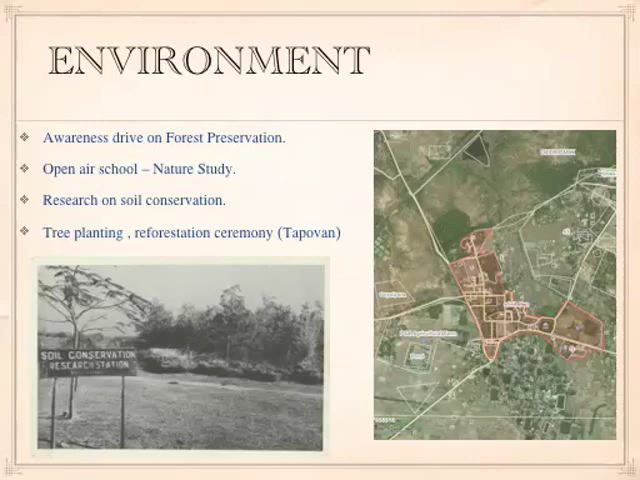 ENVIRONMENT
Awareness drive on Forest Preservation.
Open air school – Nature Study.
Research on soil conservation.
Tree planting , reforestation ceremony (Tapovan)
SOIL CONSERVATION
RESEARCH STATION